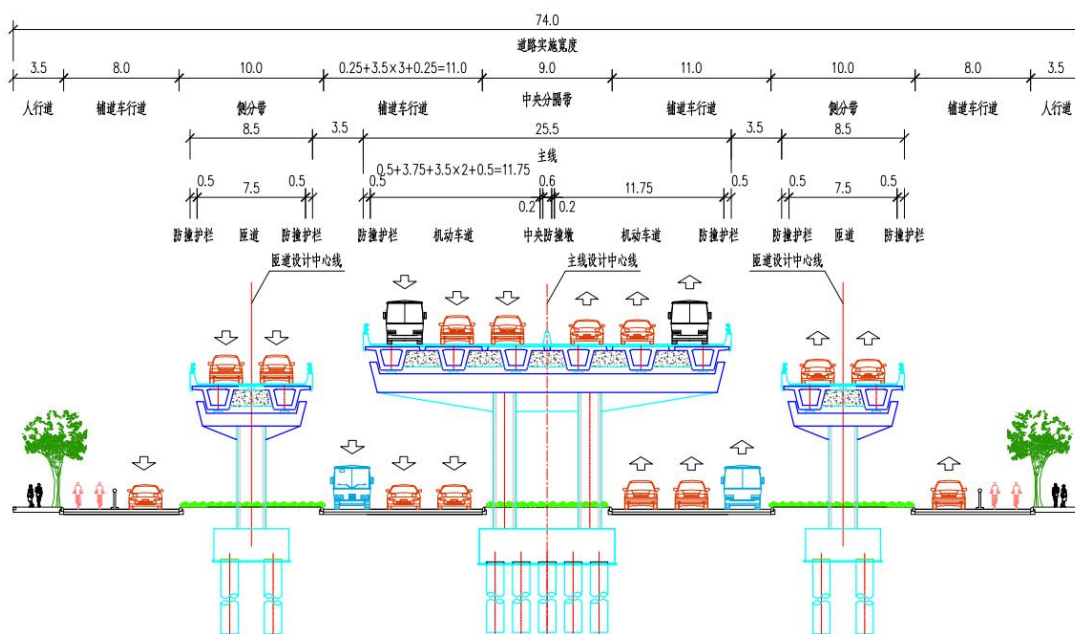 74.0
道路实施宽度
3.5 8.0 10.0 0.25+3.5×3+0.25=11.0 9.0 11.0 10.0 8.0 3.5
人行道 辅道车行道 侧分带 辅道车行道 中央分隔带 辅道车行道 侧分带 辅道车行道 人行道
8.5 3.5 25.5 3.5 8.5
主线
0.5+3.75+3.5×2+0.5=11.75
0.5 7.5 0.5 0.5 0.6 11.75 0.5 0.5 7.5 0.5
0.2 0.2
防撞护栏 匝道 防撞护栏 防撞护栏 机动车道 中央防撞墩 机动车道 防撞护栏 防撞护栏 匝道 防撞护栏
匝道设计中心线 主线设计中心线 匝道设计中心线